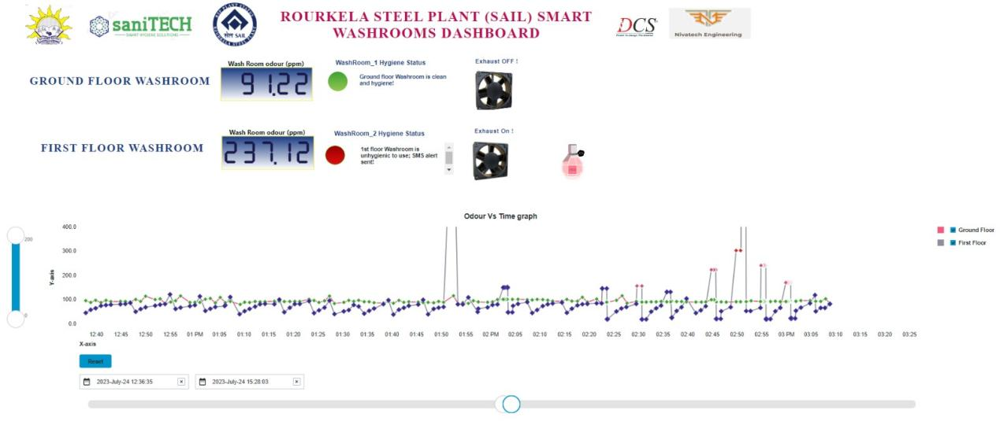 saniTECH
SMART HYGIENE SOLUTIONS
सेल SAIL
ROURKELA STEEL PLANT
ROURKELA STEEL PLANT (SAIL) SMART
WASHROOMS DASHBOARD
DCS
Nivatech Engineering
GROUND FLOOR WASHROOM
Wash Room odour (ppm)
91.22
WashRoom_1 Hygiene Status
Ground floor Washroom is clean
and hygiene!
Exhaust OFF !
FIRST FLOOR WASHROOM
Wash Room odour (ppm)
237.12
WashRoom_2 Hygiene Status
1st floor Washroom is
unhygienic to use; SMS alert
sent!
Exhaust On !
Odour Vs Time graph
200
0
Y-axis
400.0
300.0
200.0
100.0
0.0
Ground Floor
First Floor
12:40 12:45 12:50 12:55 01 PM 01:05 01:10 01:15 01:20 01:25 01:30 01:35 01:40 01:45 01:50 01:55 02 PM 02:05 02:10 02:15 02:20 02:25 02:30 02:35 02:40 02:45 02:50 02:55 03 PM 03:05 03:10 03:15 03:20 03:25
X-axis
Reset
2023-July-24 12:36:35
2023-July-24 15:28:03